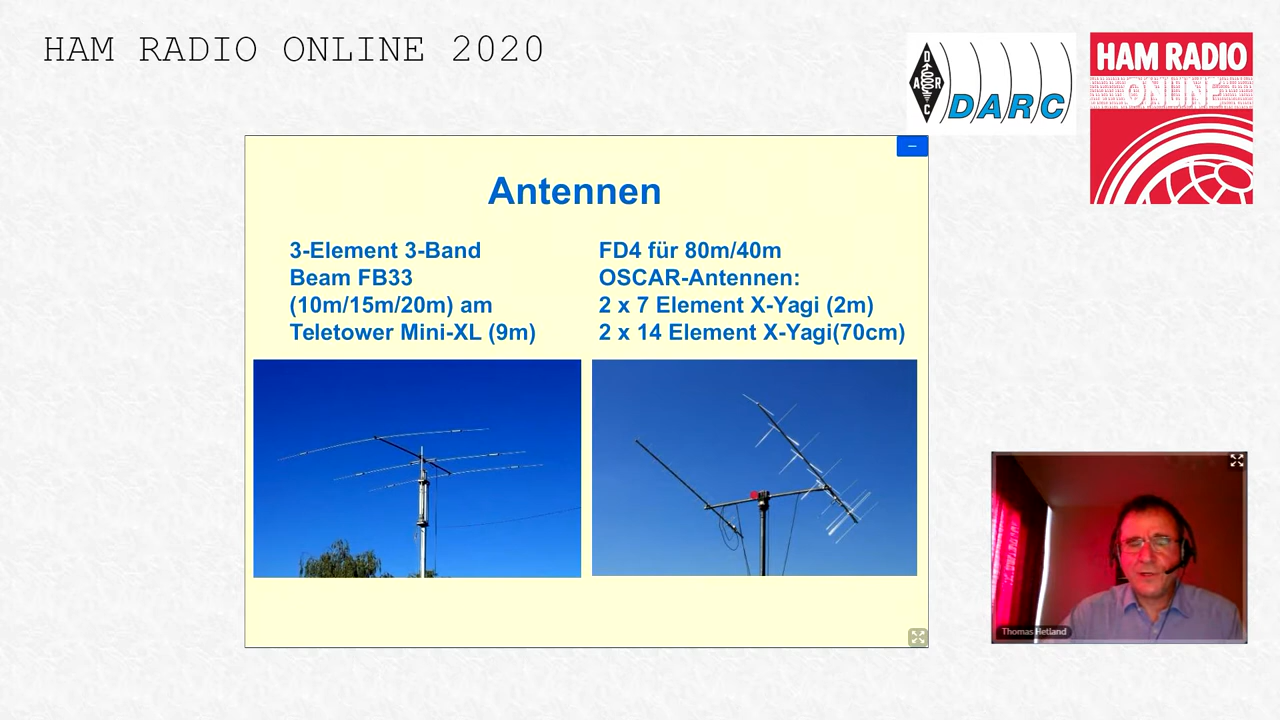 HAM RADIO ONLINE 2020
D
A R
C
DARC
HAM RADIO
ONLINE
Antennen
3-Element 3-Band
Beam FB33
(10m/15m/20m) am
Teletower Mini-XL (9m)
FD4 für 80m/40m
OSCAR-Antennen:
2 x 7 Element X-Yagi (2m)
2 x 14 Element X-Yagi(70cm)
Thomas Hetland